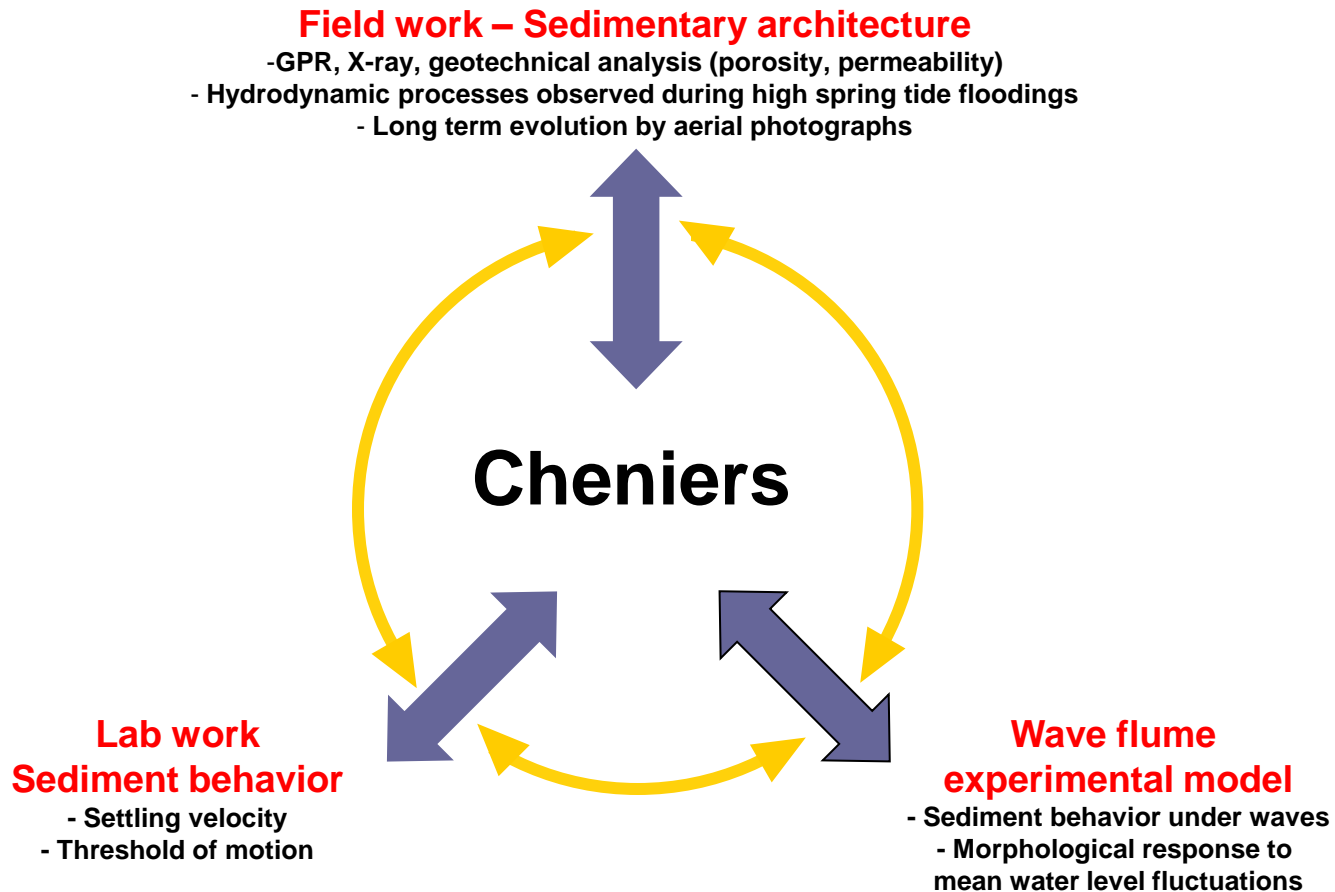 Field work – Sedimentary architecture
-GPR, X-ray, geotechnical analysis (porosity, permeability)
- Hydrodynamic processes observed during high spring tide floodings
- Long term evolution by aerial photographs
Cheniers
Lab work
Sediment behavior
- Settling velocity
- Threshold of motion
Wave flume
experimental model
- Sediment behavior under waves
- Morphological response to
mean water level fluctuations